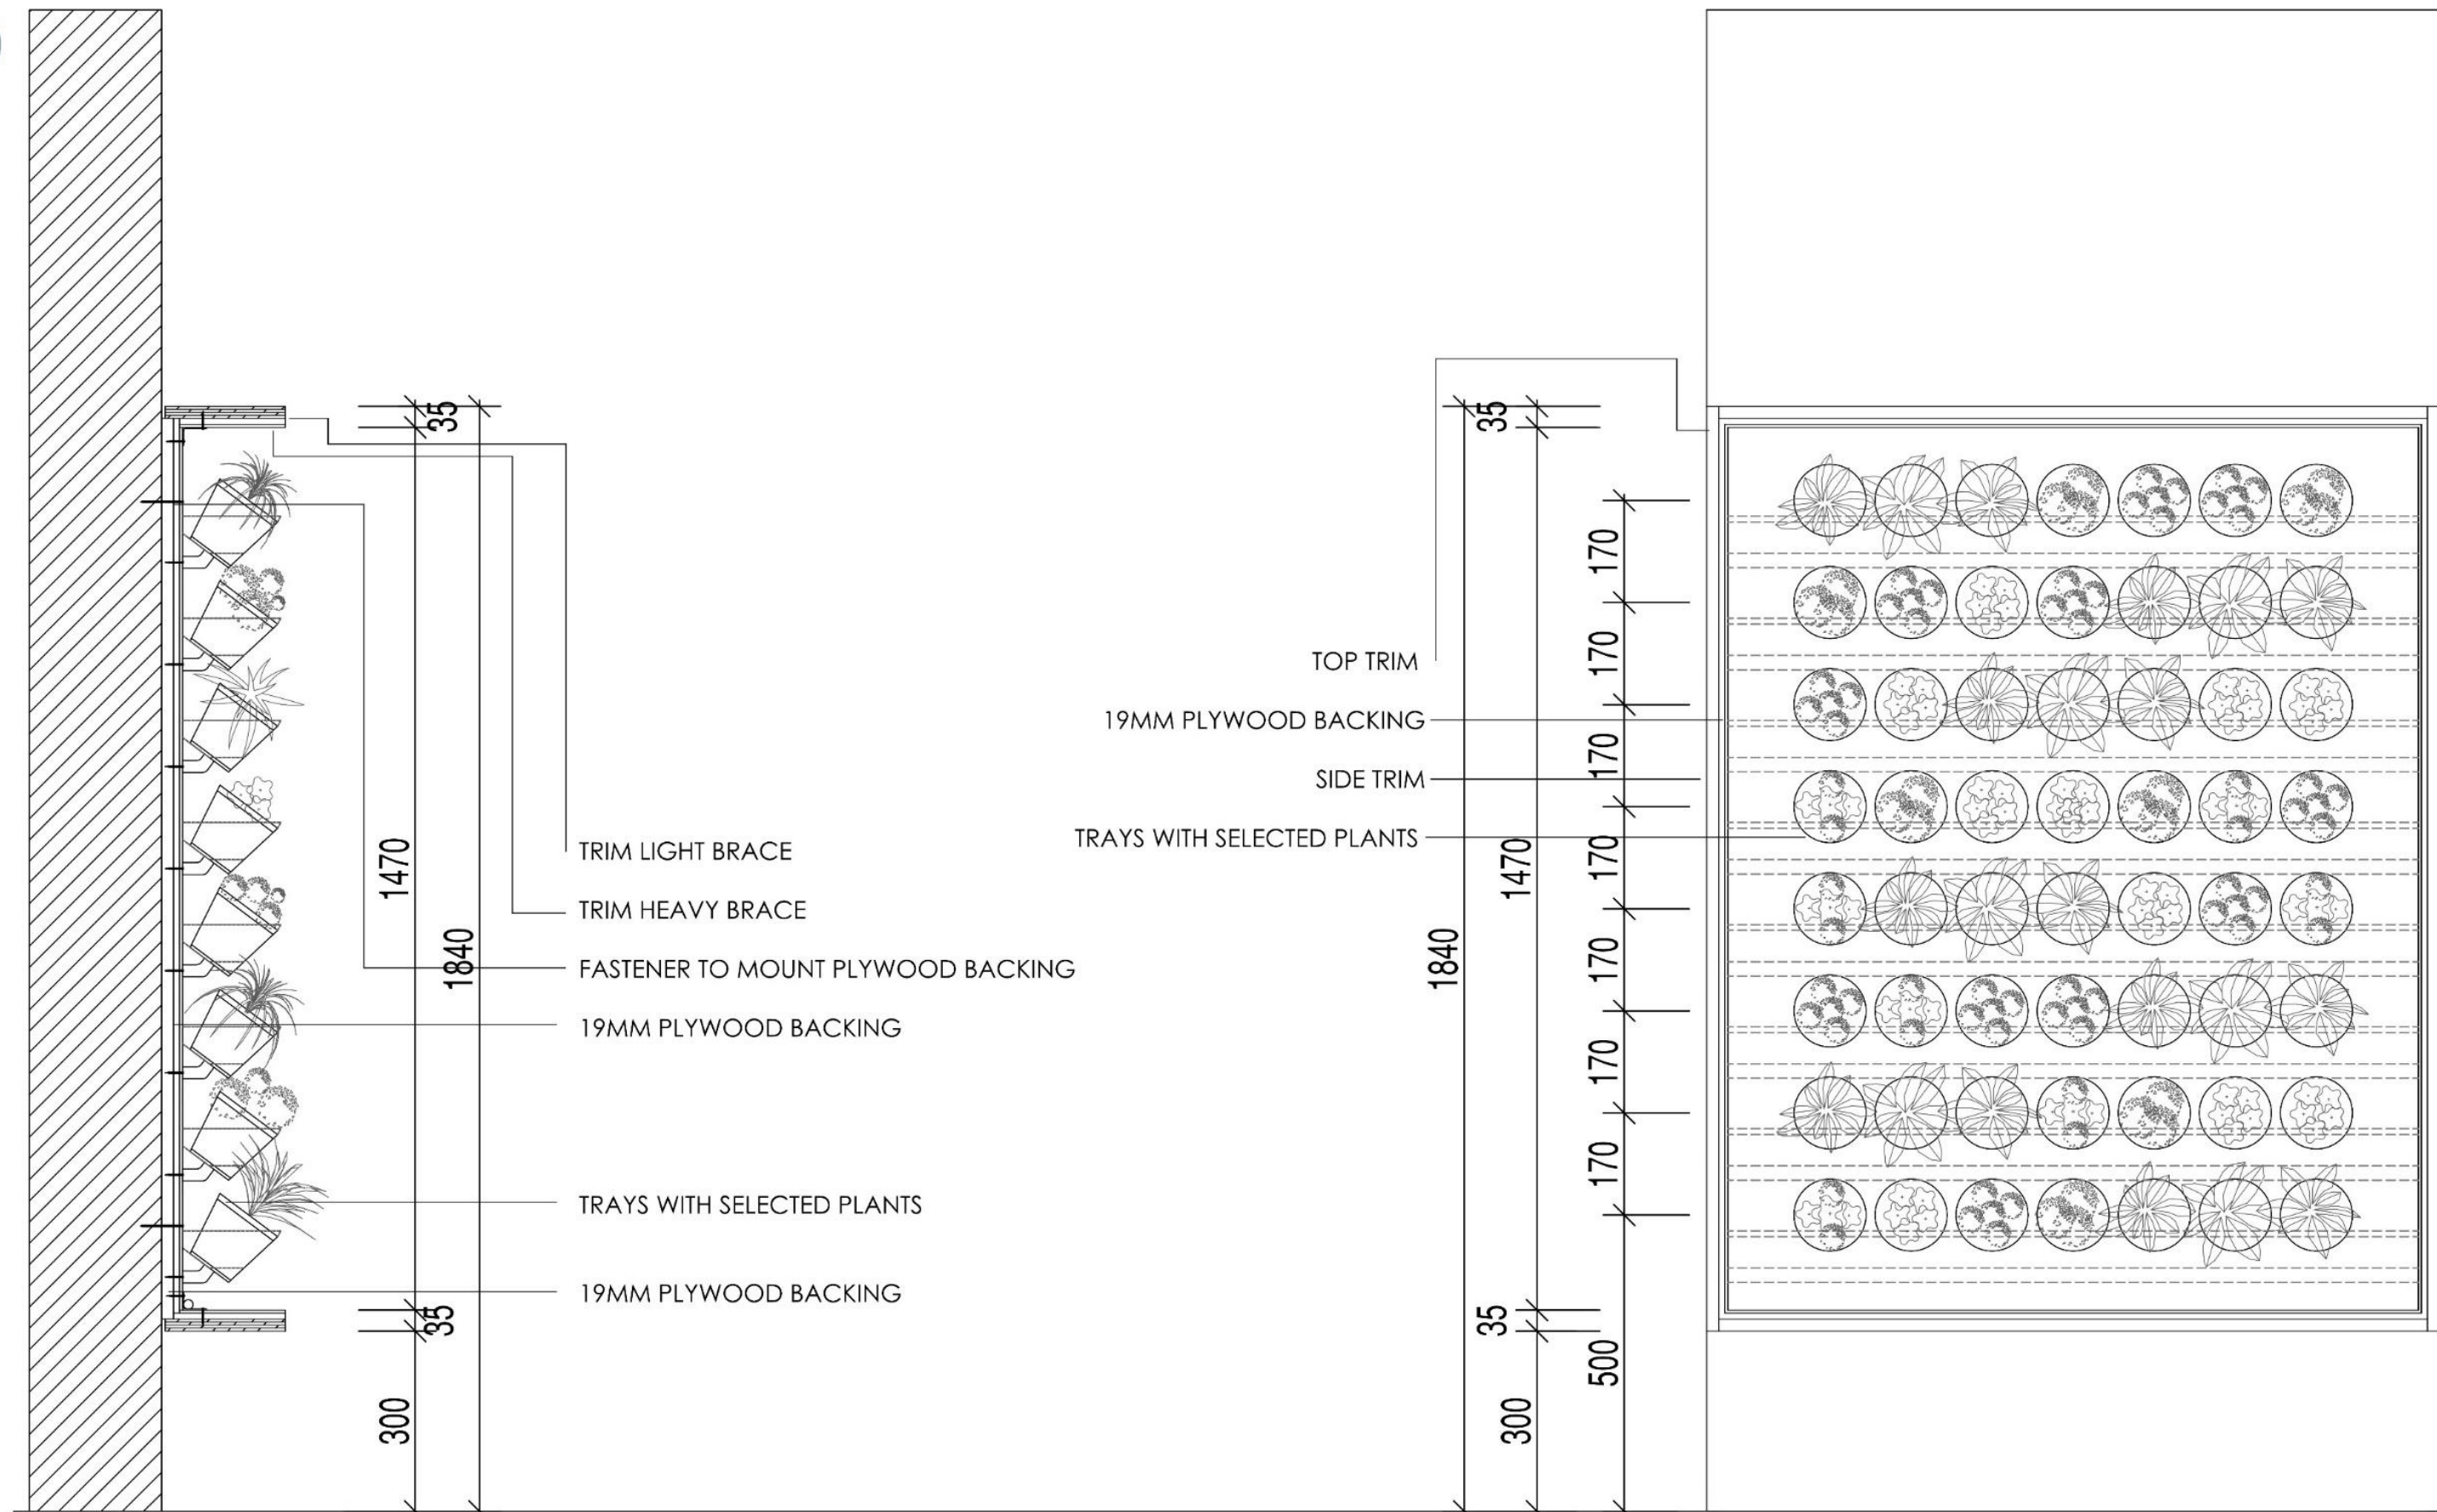 35
1470
1840
35
300
TRIM LIGHT BRACE
TRIM HEAVY BRACE
FASTENER TO MOUNT PLYWOOD BACKING
19MM PLYWOOD BACKING
TRAYS WITH SELECTED PLANTS
19MM PLYWOOD BACKING
TOP TRIM
19MM PLYWOOD BACKING
SIDE TRIM
TRAYS WITH SELECTED PLANTS
1840
35
1470
35
300
170
170
170
170
170
170
170
500